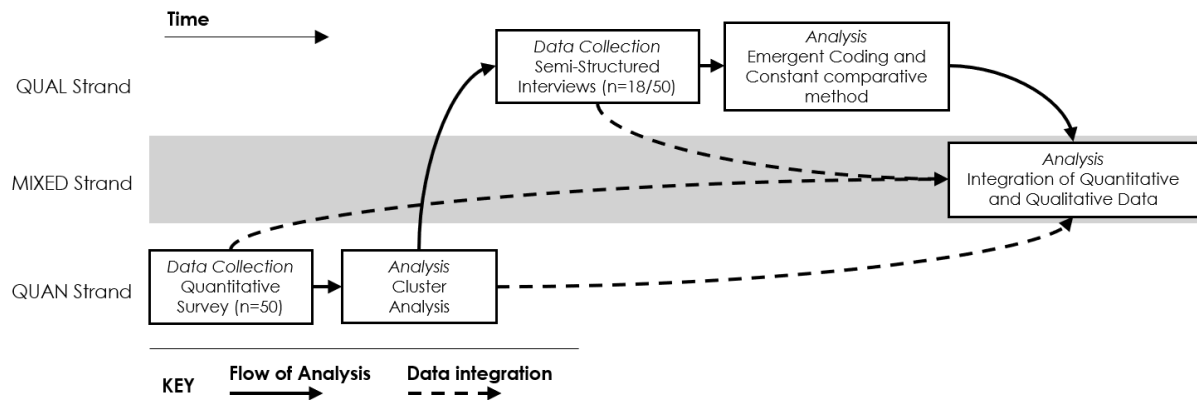 Time
QUAL Strand
Data Collection
Semi-Structured
Interviews (n=18/50)
Analysis
Emergent Coding and
Constant comparative
method
MIXED Strand
Analysis
Integration of Quantitative
and Qualitative Data
QUAN Strand
Data Collection
Quantitative
Survey (n=50)
Analysis
Cluster
Analysis
KEY
Flow of Analysis
Data integration